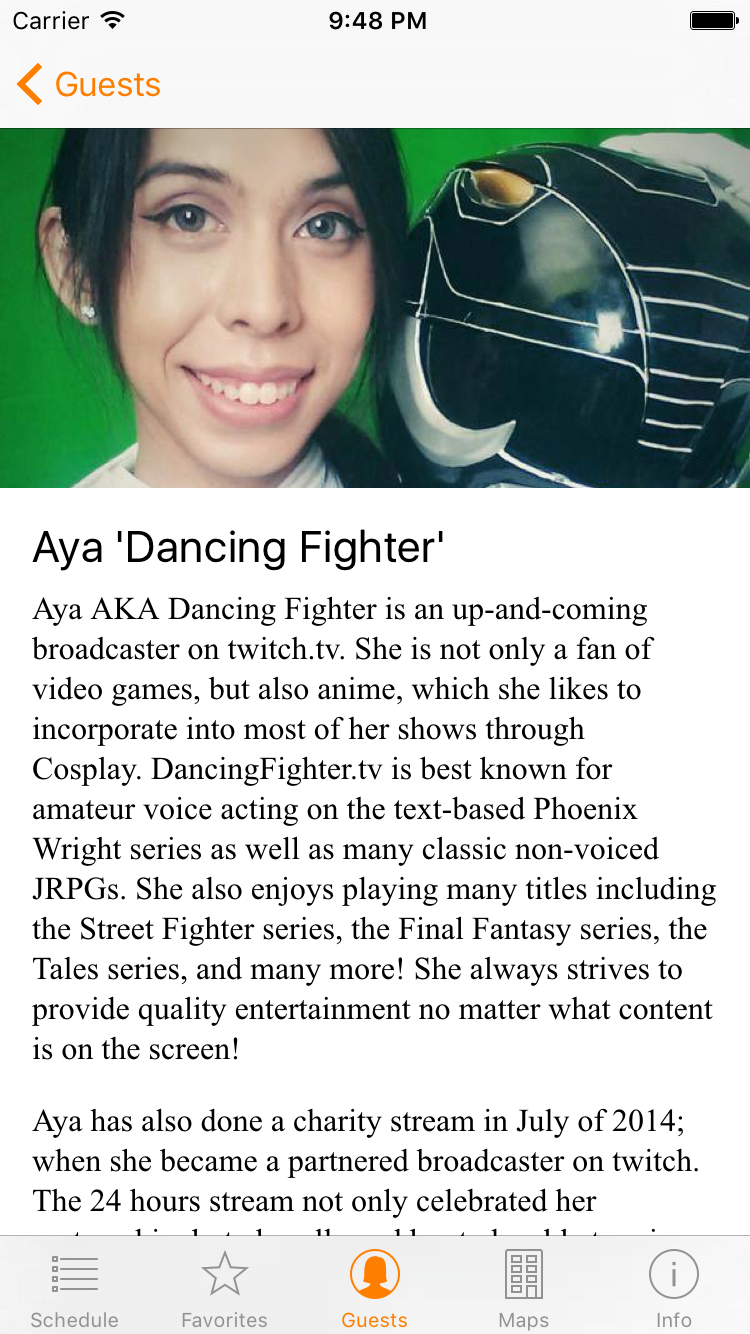 Carrier 9:48 PM
Guests
Aya 'Dancing Fighter'
Aya AKA Dancing Fighter is an up-and-coming
broadcaster on twitch.tv. She is not only a fan of
video games, but also anime, which she likes to
incorporate into most of her shows through
Cosplay. DancingFighter.tv is best known for
amateur voice acting on the text-based Phoenix
Wright series as well as many classic non-voiced
JRPGs. She also enjoys playing many titles including
the Street Fighter series, the Final Fantasy series, the
Tales series, and many more! She always strives to
provide quality entertainment no matter what content
is on the screen!
Aya has also done a charity stream in July of 2014;
when she became a partnered broadcaster on twitch.
The 24 hours stream not only celebrated her
Schedule Favorites Guests Maps Info